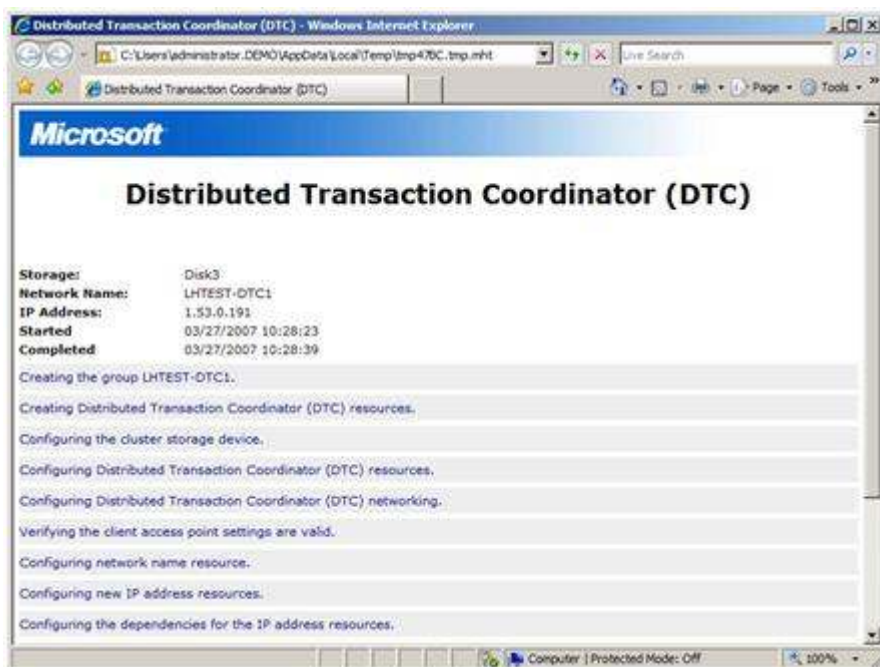 Distributed Transaction Coordinator (DTC) - Windows Internet Explorer
C:\Users\administrator.DEMO\AppData\Local\Temp\tmp47BC.tmp.mht
Live Search
Distributed Transaction Coordinator (DTC)
Page
Tools
Microsoft
Distributed Transaction Coordinator (DTC)
Storage: Disk3
Network Name: LHTEST-DTC1
IP Address: 1.53.0.191
Started 03/27/2007 10:28:23
Completed 03/27/2007 10:28:39
Creating the group LHTEST-DTC1.
Creating Distributed Transaction Coordinator (DTC) resources.
Configuring the cluster storage device.
Configuring Distributed Transaction Coordinator (DTC) resources.
Configuring Distributed Transaction Coordinator (DTC) networking.
Verifying the client access point settings are valid.
Configuring network name resource.
Configuring new IP address resources.
Configuring the dependencies for the IP address resources.
Computer | Protected Mode: Off
100%